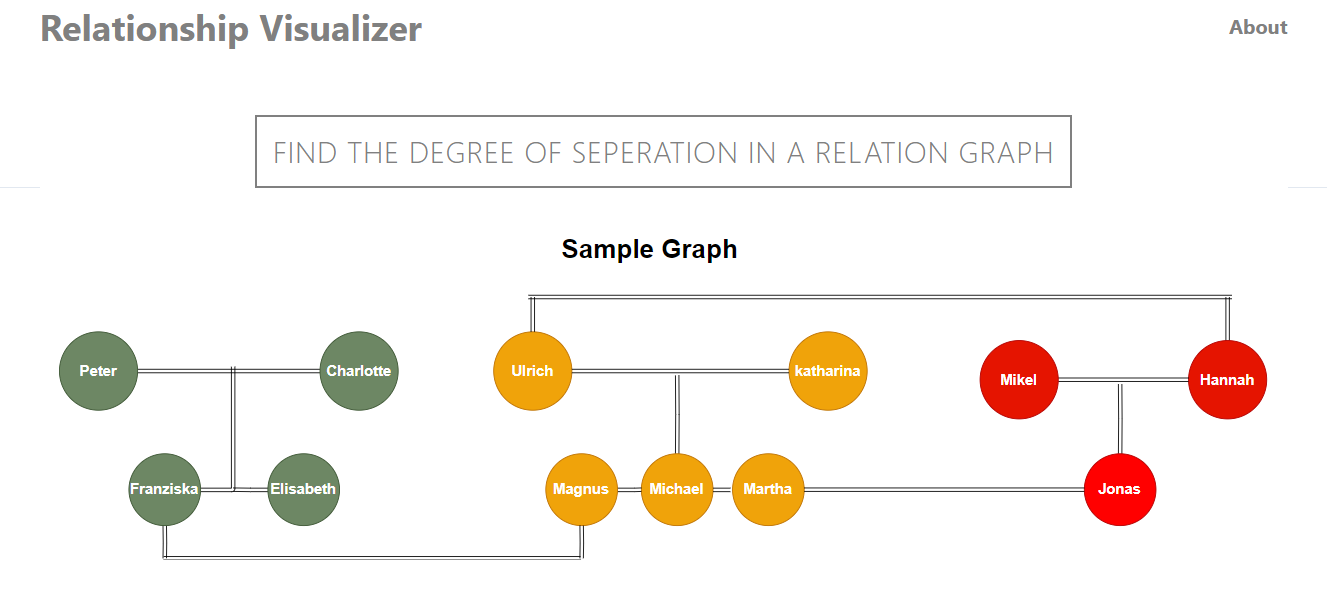 Relationship Visualizer
About
FIND THE DEGREE OF SEPERATION IN A RELATION GRAPH
Sample Graph
Peter
Charlotte
Ulrich
katharina
Mikel
Hannah
Franziska
Elisabeth
Magnus
Michael
Martha
Jonas